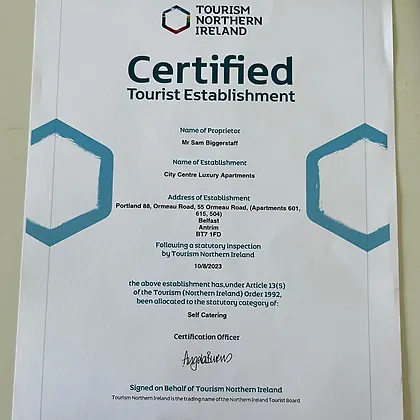 TOURISM
NORTHERN
IRELAND
Certified
Tourist Establishment
Name of Proprietor
Mr Sam Biggerstaff
Name of Establishment
City Centre Luxury Apartments
Address of Establishment
Portland 88, Ormeau Road, 55 Ormeau Road, (Apartments 601,
615, 504)
Belfast
Antrim
BT7 1FD
Following a statutory inspection
by Tourism Northern Ireland
10/8/2023
the above establishment has, under Article 13(5)
of the Tourism (Northern Ireland) Order 1992,
been allocated to the statutory category of:
Self Catering
Certification Officer
Signed on Behalf of Tourism Northern Ireland
Tourism Northern Ireland is the trading name of the Northern Ireland Tourist Board